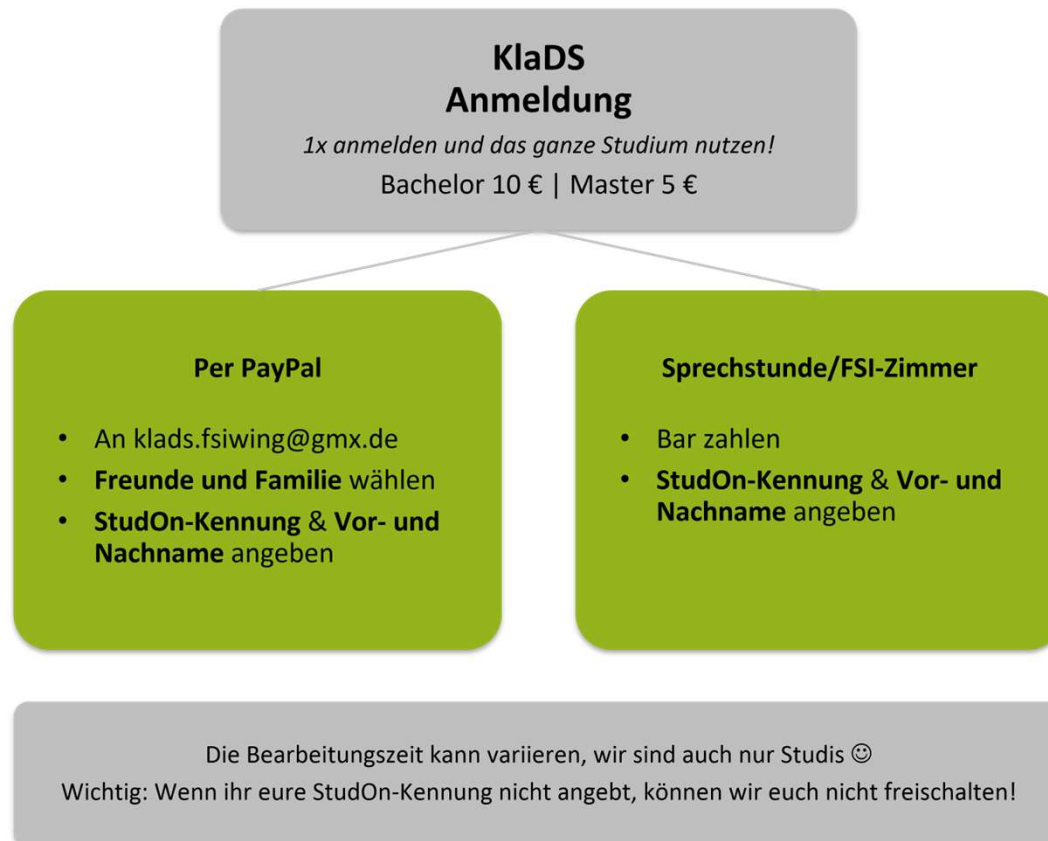 KlaDS
Anmeldung
1x anmelden und das ganze Studium nutzen!
Bachelor 10 € | Master 5 €
Per PayPal
• An klads.fsiwing@gmx.de
• Freunde und Familie wählen
• StudOn-Kennung & Vor- und
Nachname angeben
Sprechstunde/FSI-Zimmer
• Bar zahlen
• StudOn-Kennung & Vor- und
Nachname angeben
Die Bearbeitungszeit kann variieren, wir sind auch nur Studis ☺
Wichtig: Wenn ihr eure StudOn-Kennung nicht angebt, können wir euch nicht freischalten!